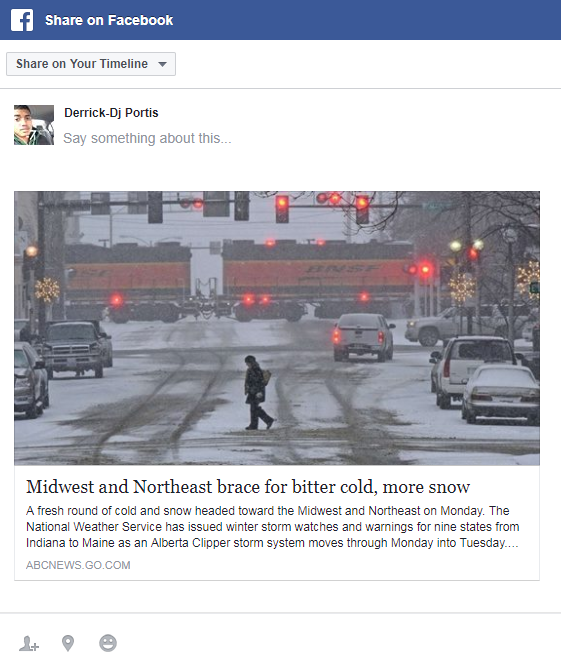 Share on Facebook
Share on Your Timeline
Derrick-Dj Portis
Say something about this...
BNSF
Midwest and Northeast brace for bitter cold, more snow
A fresh round of cold and snow headed toward the Midwest and Northeast on Monday. The
National Weather Service has issued winter storm watches and warnings for nine states from
Indiana to Maine as an Alberta Clipper storm system moves through Monday into Tuesday....
ABCNEWS.GO.COM